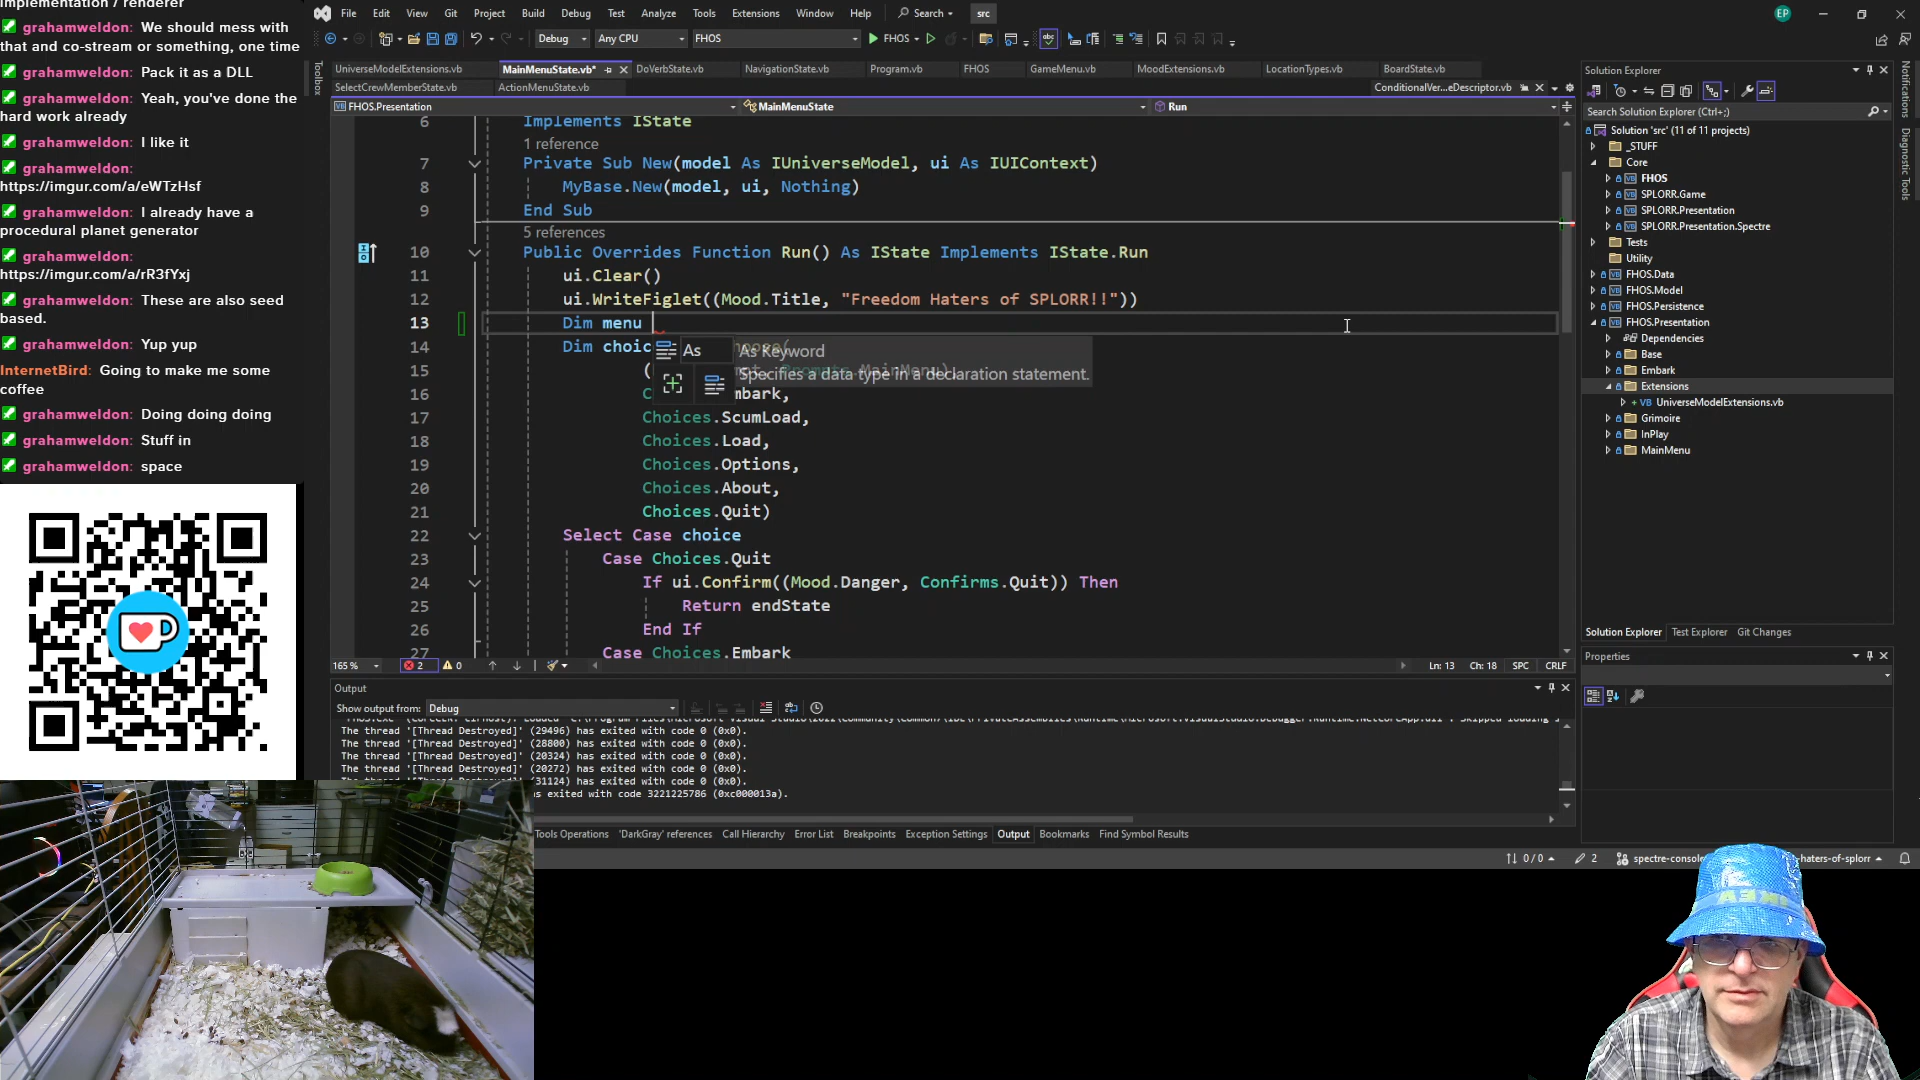 implementation / renderer
grahamweldon: We should mess with
that and co-stream or something, one time
grahamweldon: Pack it as a DLL
grahamweldon: Yeah, you've done the
hard work already
grahamweldon: I like it
grahamweldon:
https://imgur.com/a/eWTzHsf
grahamweldon: I already have a
procedural planet generator
grahamweldon:
https://imgur.com/a/rR3fYxj
grahamweldon: These are also seed
based.
grahamweldon: Yup yup
InternetBird: Going to make me some
coffee
grahamweldon: Doing doing doing
grahamweldon: Stuff in
grahamweldon: space
File Edit View Git Project Build Debug Test Analyze Tools Extensions Window Help Search src EP
Debug Any CPU FHOS FHOS
Toolbox
UniverseModelExtensions.vb MainMenuState.vb* DoVerbState.vb NavigationState.vb Program.vb FHOS GameMenu.vb MoodExtensions.vb LocationTypes.vb BoardState.vb
SelectCrewMemberState.vb ActionMenuState.vb ConditionalVer...eDescriptor.vb
FHOS.Presentation MainMenuState Run
6 Implements IState
1 reference
7 Private Sub New(model As IUniverseModel, ui As IUIContext)
8 MyBase.New(model, ui, Nothing)
9 End Sub
5 references
10 Public Overrides Function Run() As IState Implements IState.Run
11 ui.Clear()
12 ui.WriteFiglet((Mood.Title, "Freedom Haters of SPLORR!!"))
13 Dim menu
14 Dim choic
As As Keyword
Specifies a data type in a declaration statement.
15 (
16 C mbark,
17 Choices.ScumLoad,
18 Choices.Load,
19 Choices.Options,
20 Choices.About,
21 Choices.Quit)
22 Select Case choice
23 Case Choices.Quit
24 If ui.Confirm((Mood.Danger, Confirms.Quit)) Then
25 Return endState
26 End If
27 Case Choices.Embark
165 % 2 0 Ln: 13 Ch: 18 SPC CRLF
Output
Show output from: Debug
The thread '[Thread Destroyed]' (29496) has exited with code 0 (0x0).
The thread '[Thread Destroyed]' (28800) has exited with code 0 (0x0).
The thread '[Thread Destroyed]' (20324) has exited with code 0 (0x0).
The thread '[Thread Destroyed]' (20272) has exited with code 0 (0x0).
31124) has exited with code 0 (0x0).
s exited with code 3221225786 (0xc000013a).
Tools Operations 'DarkGray' references Call Hierarchy Error List Breakpoints Exception Settings Output Bookmarks Find Symbol Results
0 / 0 2 spectre-consol -haters-of-splorr
Solution Explorer
Search Solution Explorer (Ctrl+;)
Solution 'src' (11 of 11 projects)
_STUFF
Core
FHOS
SPLORR.Game
SPLORR.Presentation
SPLORR.Presentation.Spectre
Tests
Utility
FHOS.Data
FHOS.Model
FHOS.Persistence
FHOS.Presentation
Dependencies
Base
Embark
Extensions
UniverseModelExtensions.vb
Grimoire
InPlay
MainMenu
Solution Explorer Test Explorer Git Changes
Properties
Notifications
Diagnostic Tools
IKEA